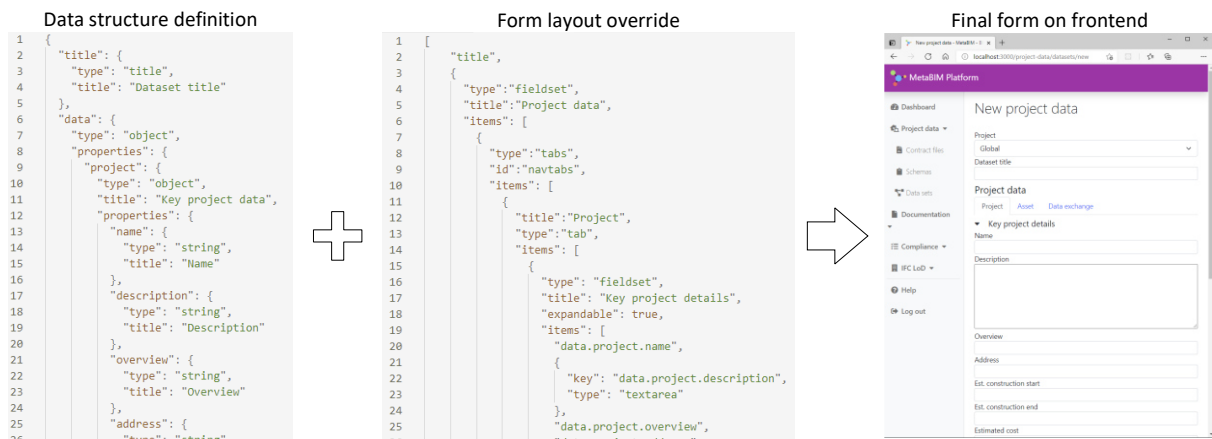 Data structure definition
1 {
2 "title": {
3 "type": "title",
4 "title": "Dataset title"
5 },
6 "data": {
7 "type": "object",
8 "properties": {
9 "project": {
10 "type": "object",
11 "title": "Key project data",
12 "properties": {
13 "name": {
14 "type": "string",
15 "title": "Name"
16 },
17 "description": {
18 "type": "string",
19 "title": "Description"
20 },
21 "overview": {
22 "type": "string",
23 "title": "Overview"
24 },
25 "address": {
Form layout override
1 [
2 "title",
3 {
4 "type":"fieldset",
5 "title":"Project data",
6 "items": [
7 {
8 "type":"tabs",
9 "id":"navtabs",
10 "items": [
11 {
12 "title":"Project",
13 "type":"tab",
14 "items": [
15 {
16 "type": "fieldset",
17 "title": "Key project details",
18 "expandable": true,
19 "items": [
20 "data.project.name",
21 {
22 "key": "data.project.description",
23 "type": "textarea"
24 },
25 "data.project.overview",
Final form on frontend
New project data - MetaBIM -
localhost:3000/project-data/datasets/new
MetaBIM Platform
Dashboard
Project data
Contract files
Schemas
Data sets
Documentation
Compliance
IFC LoD
Help
Log out
New project data
Project
Global
Dataset title
Project data
Project Asset Data exchange
Key project details
Name
Description
Overview
Address
Est. construction start
Est. construction end
Estimated cost